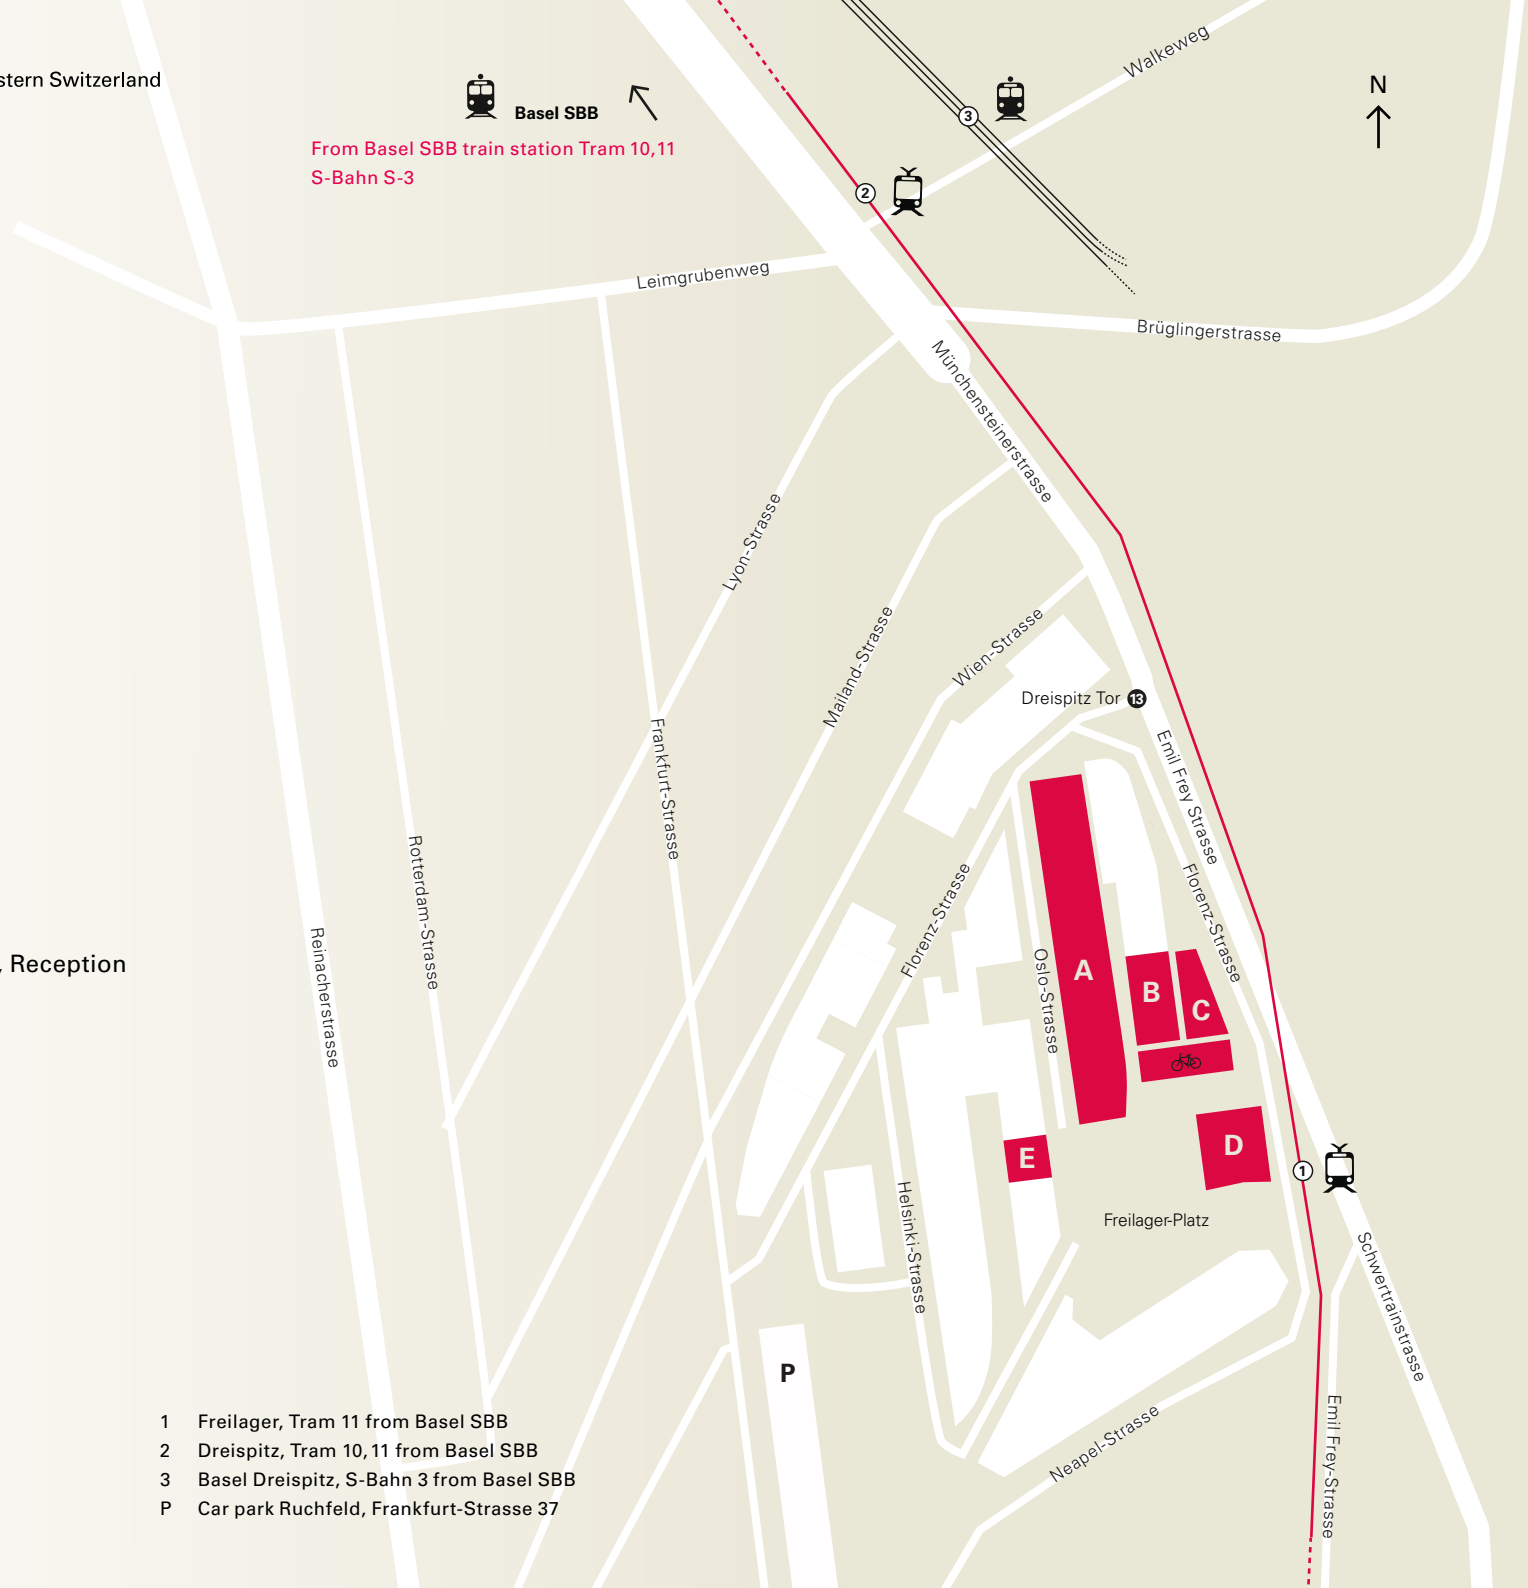 stern Switzerland
Basel SBB
From Basel SBB train station Tram 10,11
S-Bahn S-3
N
Walkeweg
3
2
Leimgrubenweg
Brüglingerstrasse
Münchensteinerstrasse
Lyon-Strasse
Mailand-Strasse
Wien-Strasse
Dreispitz Tor 13
Emil Frey Strasse
Frankfurt-Strasse
Rotterdam-Strasse
Reinacherstrasse
Florenz-Strasse
Florenz-Strasse
Oslo-Strasse
A
B
C
, Reception
D
E
1
Freilager-Platz
Helsinki-Strasse
Schwertrainstrasse
P
Neapel-Strasse
Emil Frey-Strasse
1 Freilager, Tram 11 from Basel SBB
2 Dreispitz, Tram 10,11 from Basel SBB
3 Basel Dreispitz, S-Bahn 3 from Basel SBB
P Car park Ruchfeld, Frankfurt-Strasse 37